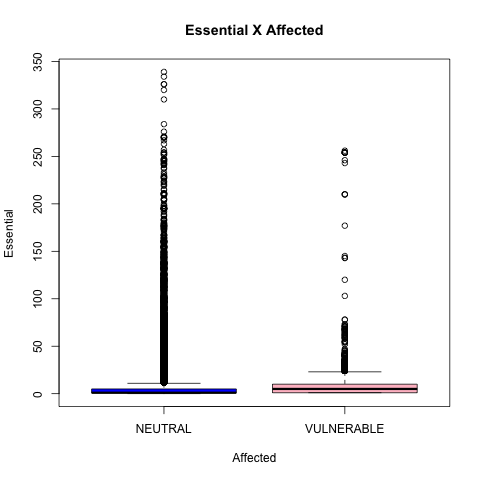 Essential X Affected
Essential
350
300
250
200
150
100
50
0
NEUTRAL
VULNERABLE
Affected